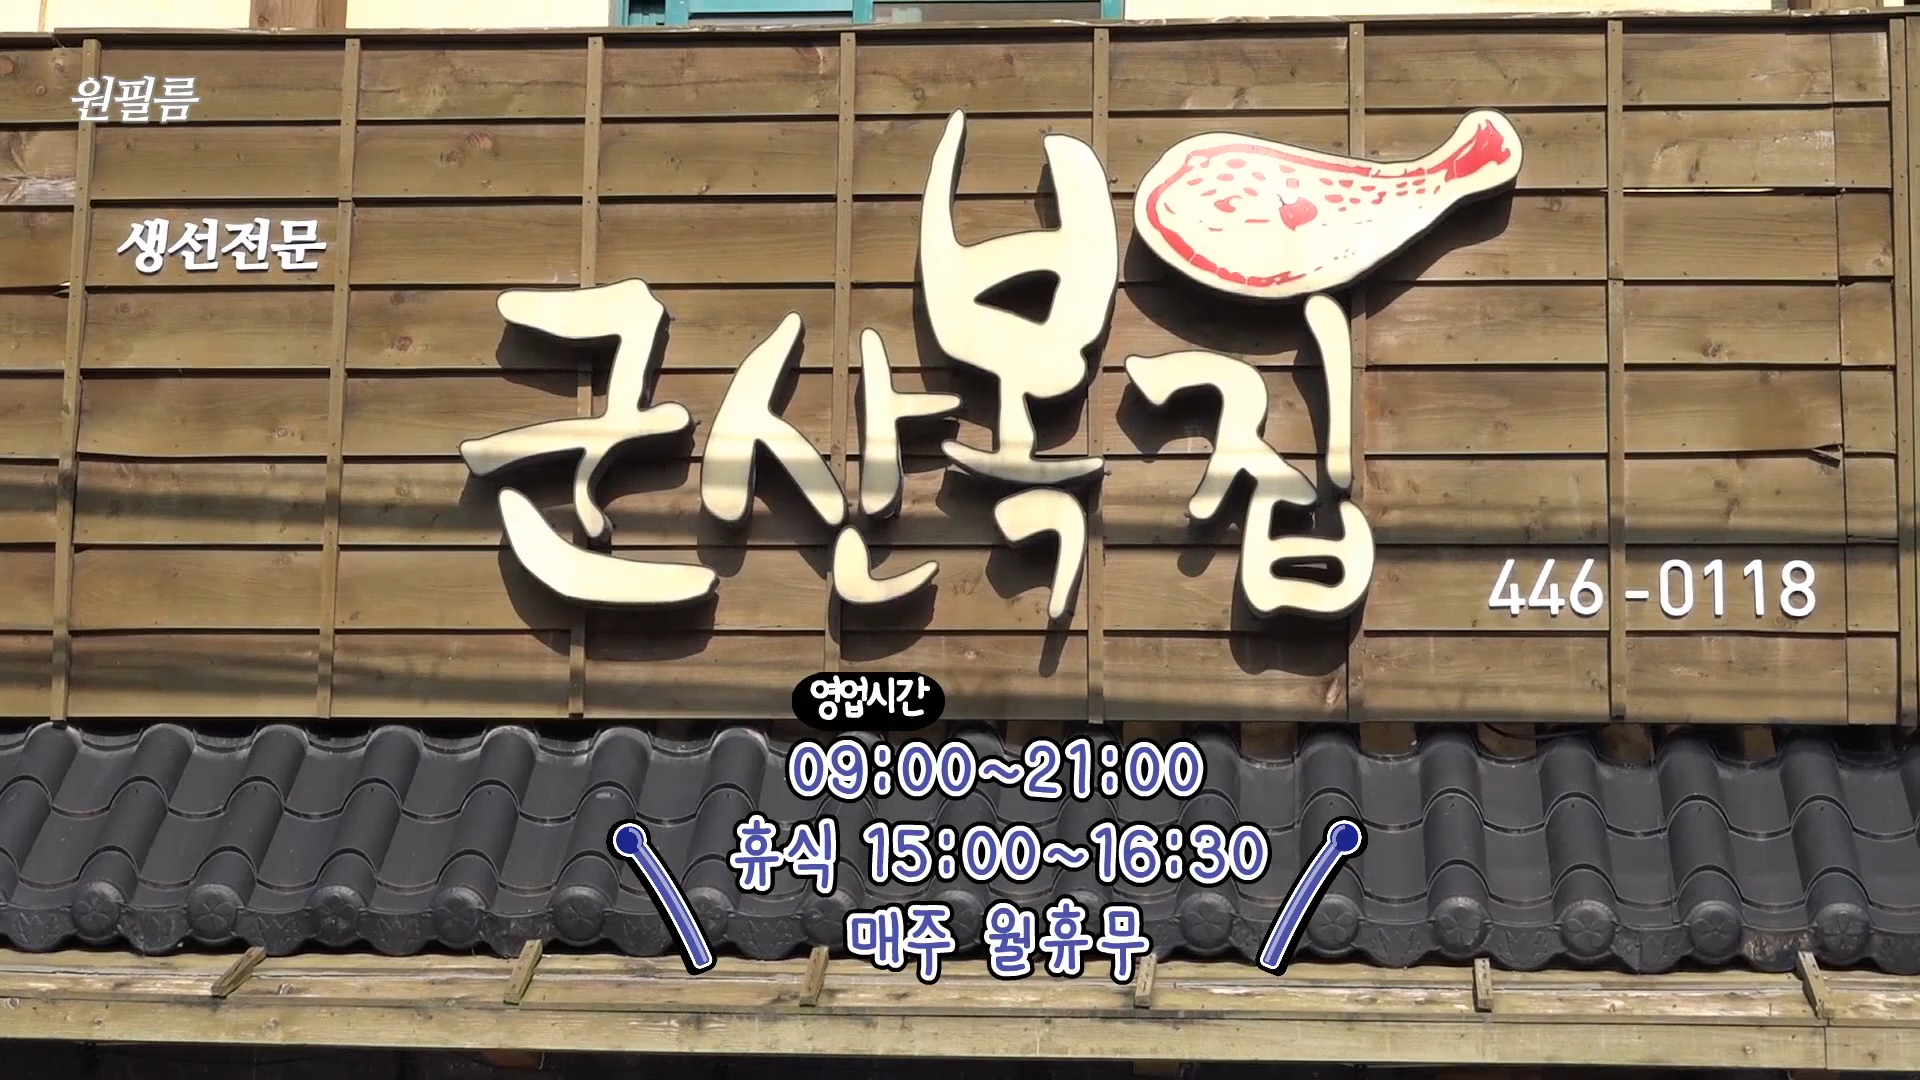 원필름
생선전문
군산복집
446-0118
영업시간
09:00~21:00
휴식 15:00~16:30
매주 월휴무